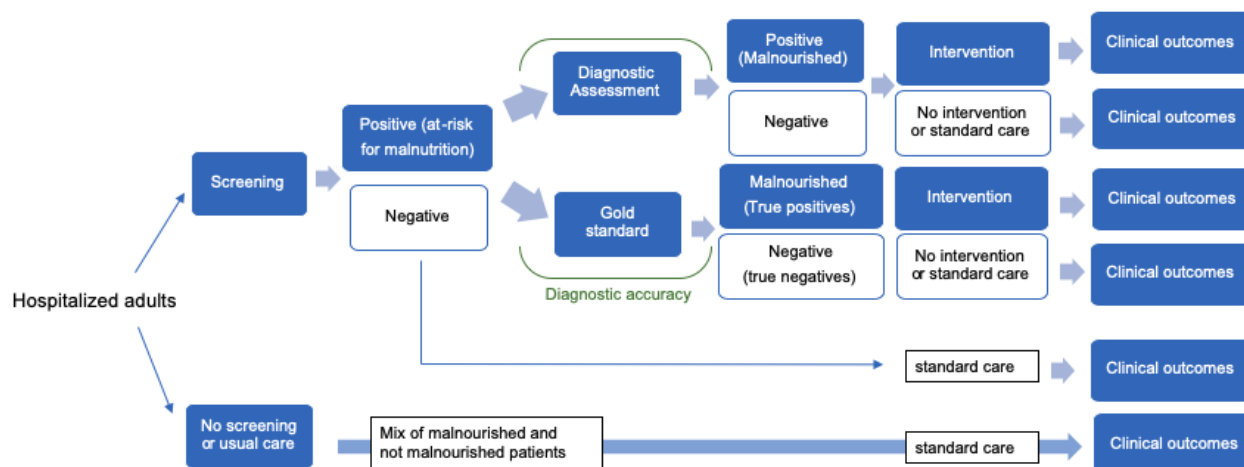 Clinical outcomes
Positive
(Malnourished)
Intervention
Diagnostic
Assessment
Clinical outcomes
Negative
No intervention
or standard care
Positive (at-risk
for malnutrition)
Screening
Malnourished
(True positives)
Intervention
Clinical outcomes
Negative
Gold
standard
Negative
(true negatives)
No intervention
or standard care
Clinical outcomes
Diagnostic accuracy
Hospitalized adults
standard care
Clinical outcomes
No screening
or usual care
Mix of malnourished and
not malnourished patients
standard care
Clinical outcomes